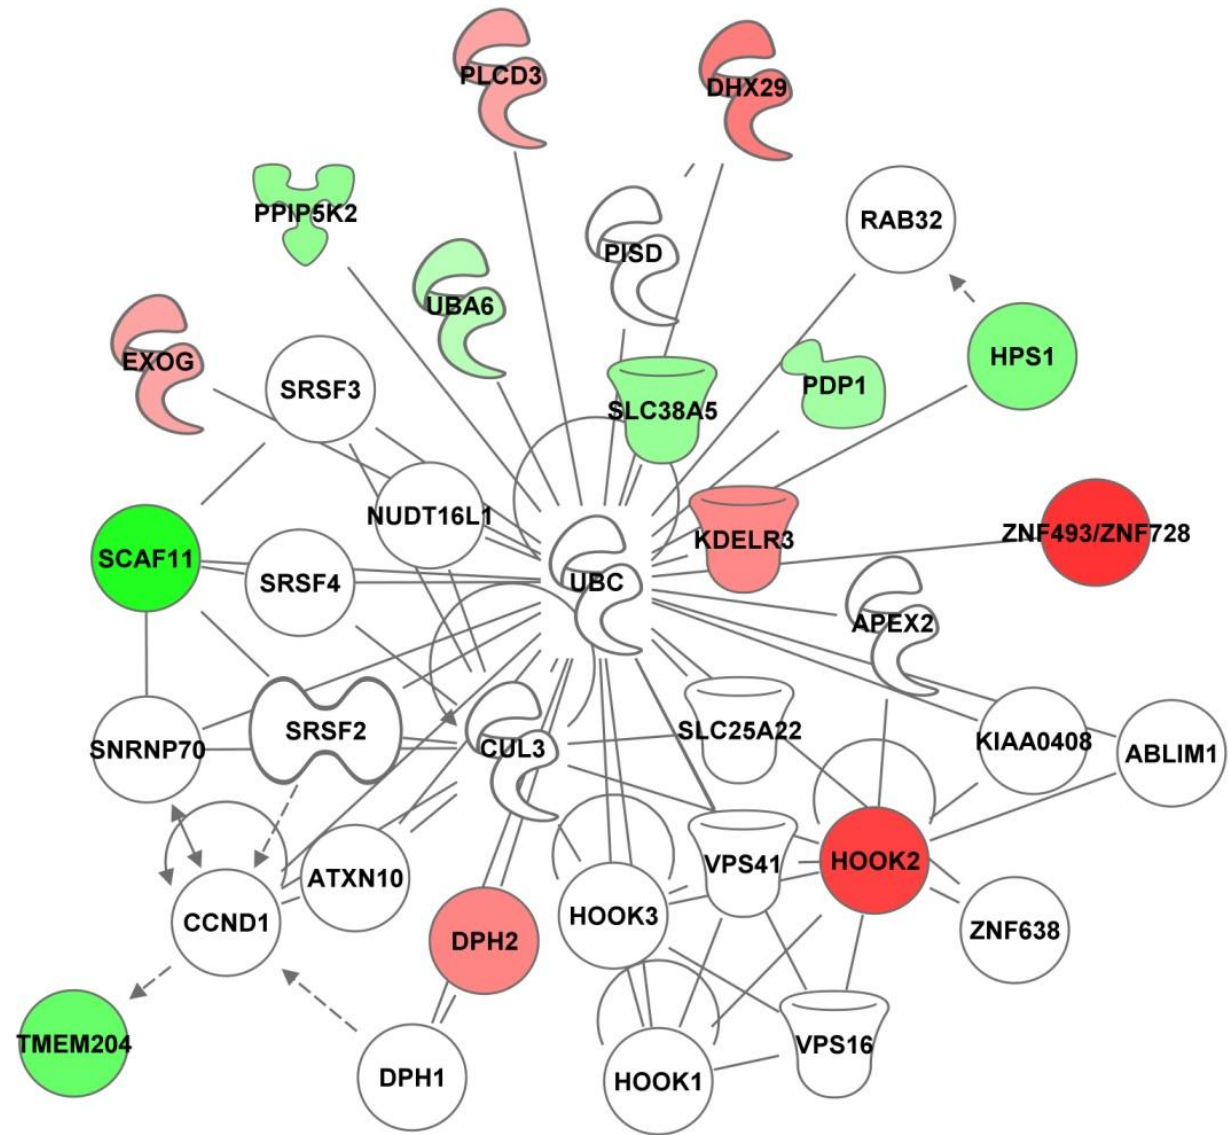 PLCD3
DHX29
PPIP5K2
RAB32
PISD
UBA6
HPS1
EXOG
SRSF3
PDP1
SLC38A5
NUDT16L1
ZNF493/ZNF728
KDELR3
SCAF11
SRSF4
UBC
APEX2
SRSF2
SLC25A22
KIAA0408
SNRNP70
CUL3
ABLIM1
VPS41
HOOK2
ATXN10
HOOK3
CCND1
ZNF638
DPH2
TMEM204
VPS16
DPH1
HOOK1